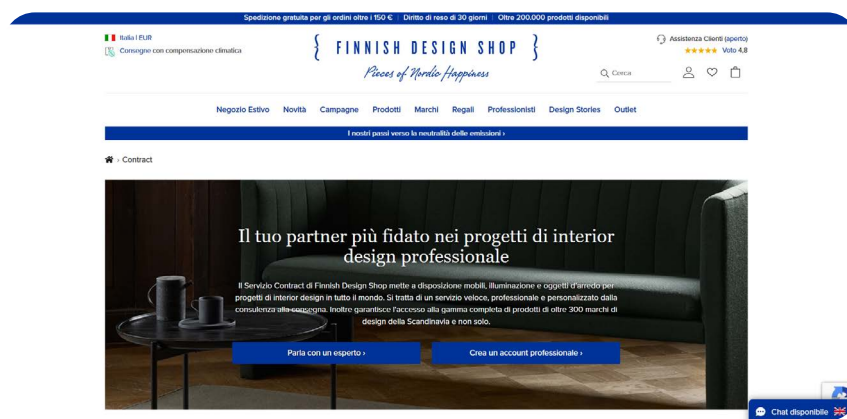 Spedizione gratuita per gli ordini oltre i 150 € | Diritto di reso di 30 giorni | Oltre 200.000 prodotti disponibili
Italia I EUR
Consegne con compensazione climatica
{ FINNISH DESIGN SHOP }
Pieces of Nordic Happiness
Assistenza Clienti (aperto)
★★★★★ Voto 4,8
Cerca
Negozio Estivo Novità Campagne Prodotti Marchi Regali Professionisti Design Stories Outlet
I nostri passi verso la neutralità delle emissioni ›
› Contract
Il tuo partner più fidato nei progetti di interior
design professionale
Il Servizio Contract di Finnish Design Shop mette a disposizione mobili, illuminazione e oggetti d'arredo per
progetti di interior design in tutto il mondo. Si tratta di un servizio veloce, professionale e personalizzato dalla
consulenza alla consegna. Inoltre garantisce l'accesso alla gamma completa di prodotti di oltre 300 marchi di
design della Scandinavia e non solo.
Parla con un esperto ›
Crea un account professionale ›
Chat disponibile